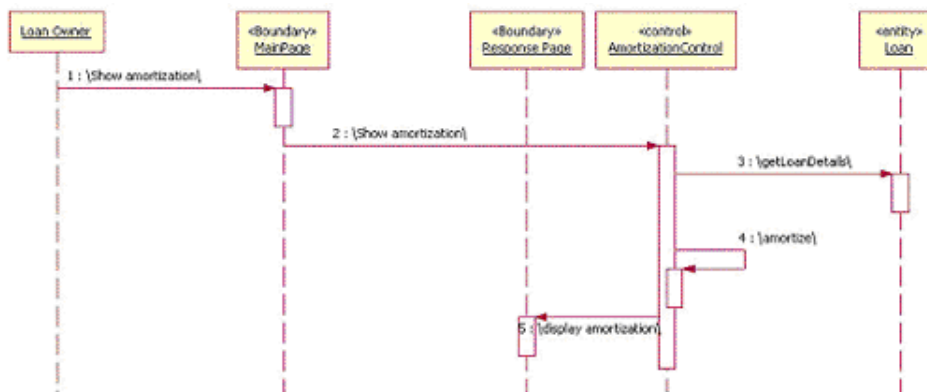 Loan Owner
«Boundary»
MainPage
«Boundary»
Response Page
«control»
AmortizationControl
«entity»
Loan
1 : \Show amortization\
2 : \Show amortization\
3 : \getLoanDetails\
4 : \amortize\
5 : \display amortization\